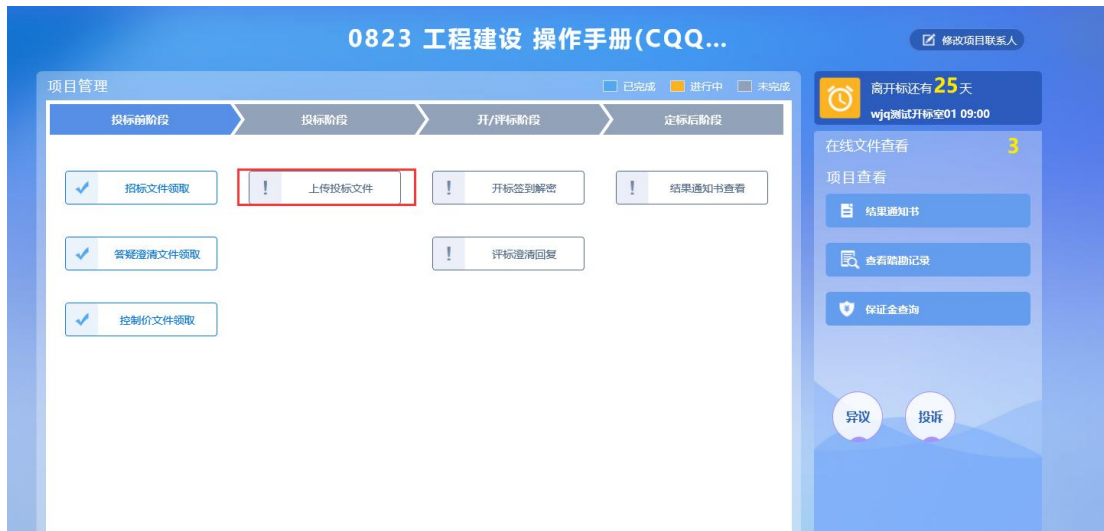 0823 工程建设 操作手册(CQQ...
修改项目联系人
项目管理
已完成 进行中 未完成
投标前阶段 投标阶段 开/评标阶段 定标后阶段
招标文件领取 上传投标文件 开标签到解密 结果通知书查看
答疑澄清文件领取 评标澄清回复
控制价文件领取
离开标还有25天
wjq测试开标室01 09:00
在线文件查看 3
项目查看
结果通知书
查看踏勘记录
保证金查询
异议 投诉